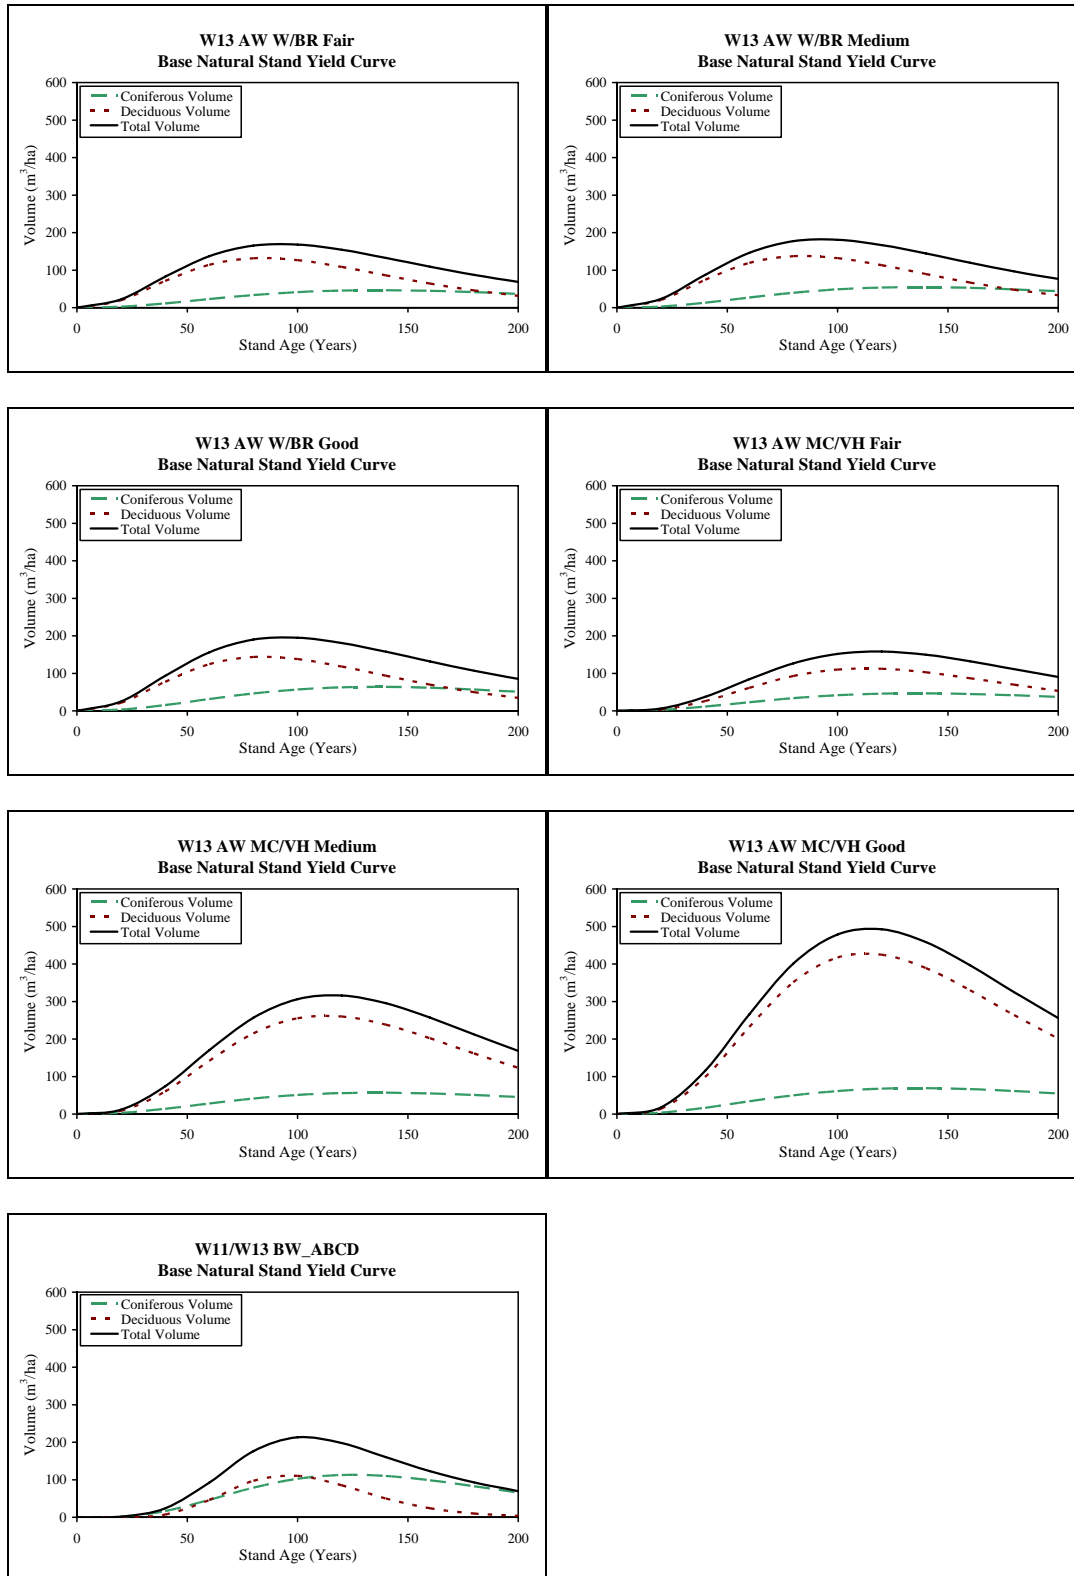 W13 AW W/BR Fair
Base Natural Stand Yield Curve
600
500
400
300
200
100
0
Volume (m³/ha)
Coniferous Volume
Deciduous Volume
Total Volume
0 50 100 150 200
Stand Age (Years)
W13 AW W/BR Medium
Base Natural Stand Yield Curve
600
500
400
300
200
100
0
Volume (m³/ha)
Coniferous Volume
Deciduous Volume
Total Volume
0 50 100 150 200
Stand Age (Years)
W13 AW W/BR Good
Base Natural Stand Yield Curve
600
500
400
300
200
100
0
Volume (m³/ha)
Coniferous Volume
Deciduous Volume
Total Volume
0 50 100 150 200
Stand Age (Years)
W13 AW MC/VH Fair
Base Natural Stand Yield Curve
600
500
400
300
200
100
0
Volume (m³/ha)
Coniferous Volume
Deciduous Volume
Total Volume
0 50 100 150 200
Stand Age (Years)
W13 AW MC/VH Medium
Base Natural Stand Yield Curve
600
500
400
300
200
100
0
Volume (m³/ha)
Coniferous Volume
Deciduous Volume
Total Volume
0 50 100 150 200
Stand Age (Years)
W13 AW MC/VH Good
Base Natural Stand Yield Curve
600
500
400
300
200
100
0
Volume (m³/ha)
Coniferous Volume
Deciduous Volume
Total Volume
0 50 100 150 200
Stand Age (Years)
W11/W13 BW_ABCD
Base Natural Stand Yield Curve
600
500
400
300
200
100
0
Volume (m³/ha)
Coniferous Volume
Deciduous Volume
Total Volume
0 50 100 150 200
Stand Age (Years)